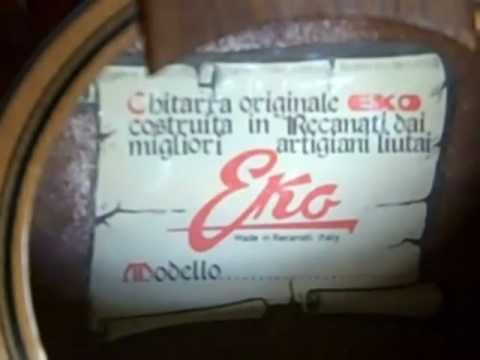 Chitarra originale EKO
costruita in Recanati dai
migliori artigiani liutai
Eko
Made in Recanati Italy
Modello....................